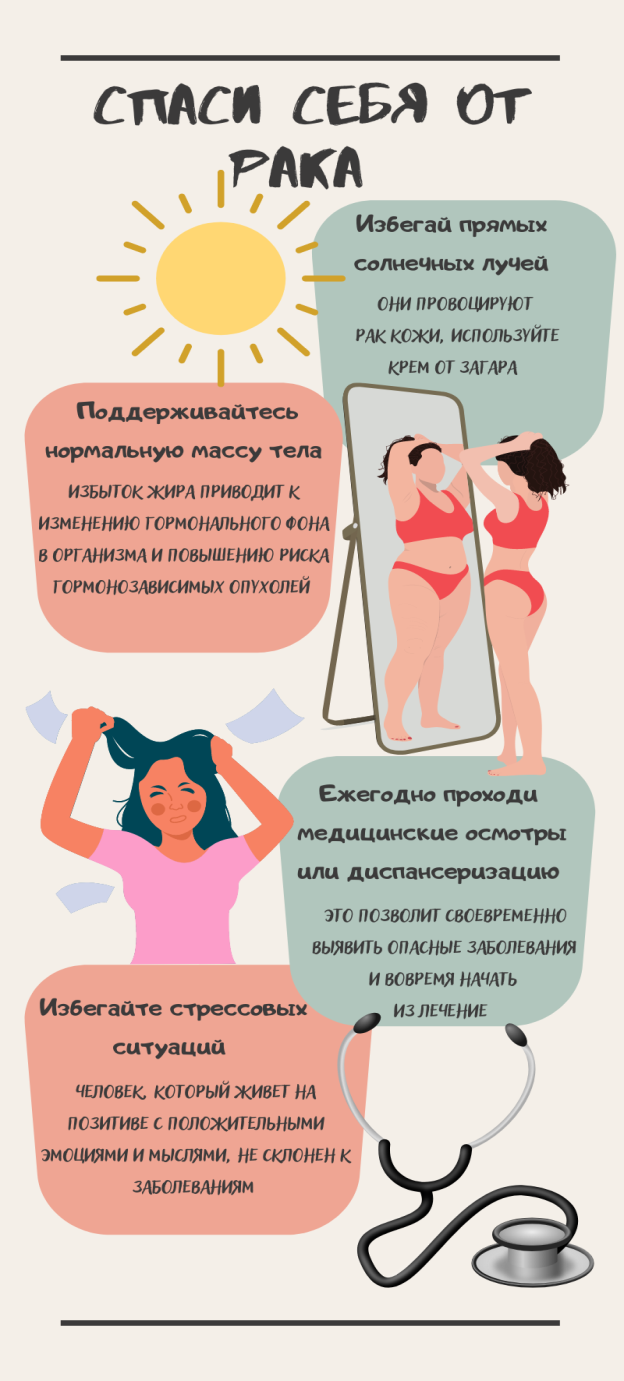 СПАСИ СЕБЯ ОТ
РАКА
Избегай прямых
солнечных лучей
ОНИ ПРОВОЦИРУЮТ
РАК КОЖИ, ИСПОЛЬЗУЙТЕ
КРЕМ ОТ ЗАГАРА
Поддерживайтесь
нормальную массу тела
ИЗБЫТОК ЖИРА ПРИВОДИТ К
ИЗМЕНЕНИЮ ГОРМОНАЛЬНОГО ФОНА
В ОРГАНИЗМА И ПОВЫШЕНИЮ РИСКА
ГОРМОНОЗАВИСИМЫХ ОПУХОЛЕЙ
Ежегодно проходи
медицинские осмотры
или диспансеризацию
ЭТО ПОЗВОЛИТ СВОЕВРЕМЕННО
ВЫЯВИТЬ ОПАСНЫЕ ЗАБОЛЕВАНИЯ
И ВОВРЕМЯ НАЧАТЬ
ИЗ ЛЕЧЕНИЕ
Избегайте стрессовых
ситуаций
ЧЕЛОВЕК, КОТОРЫЙ ЖИВЕТ НА
ПОЗИТИВЕ С ПОЛОЖИТЕЛЬНЫМИ
ЭМОЦИЯМИ И МЫСЛЯМИ, НЕ СКЛОНЕН К
ЗАБОЛЕВАНИЯМ